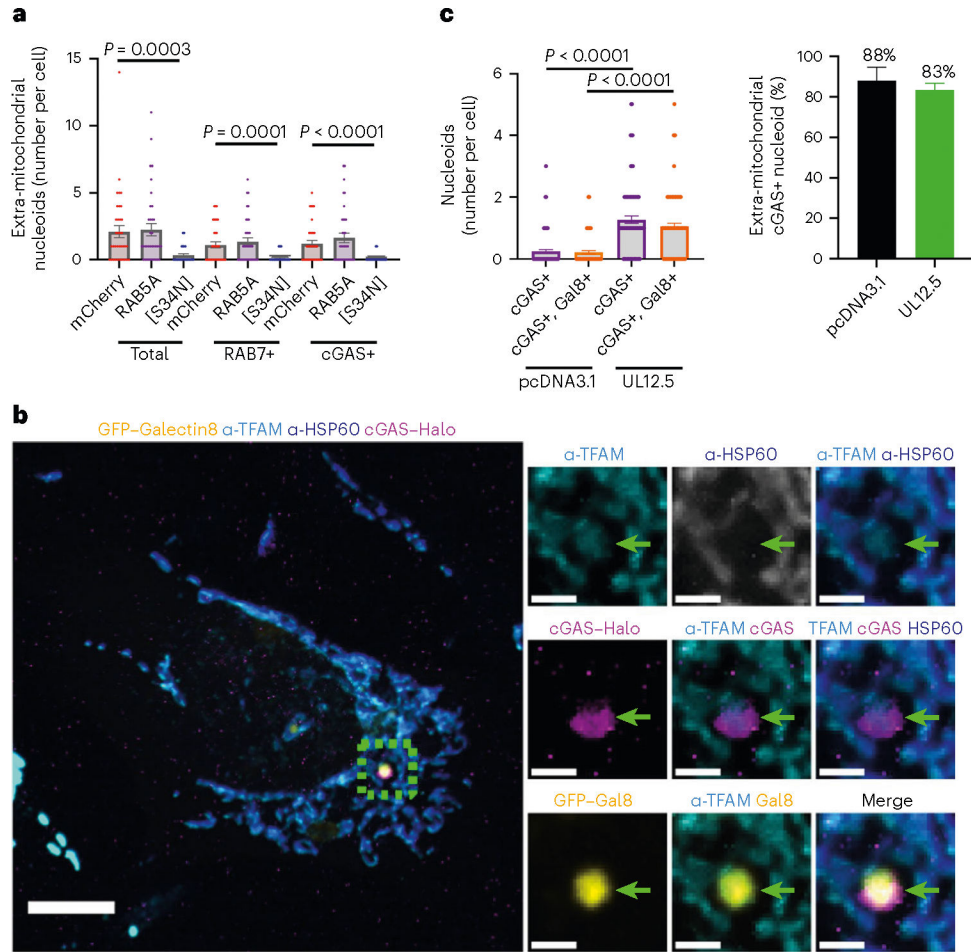 a
Extra-mitochondrial
nucleoids (number per cell)
15
10
5
0
P = 0.0003
P = 0.0001
P < 0.0001
mCherry
RAB5A
[S34N]
mCherry
RAB5A
[S34N]
mCherry
RAB5A
[S34N]
Total
RAB7+
cGAS+
c
Nucleoids
(number per cell)
6
4
2
0
P < 0.0001
P < 0.0001
cGAS+
cGAS+, Gal8+
cGAS+
cGAS+, Gal8+
pcDNA3.1
UL12.5
Extra-mitochondrial
cGAS+ nucleoid (%)
100
80
60
40
20
0
88%
83%
pcDNA3.1
UL12.5
b
GFP–Galectin8 α-TFAM α-HSP60 cGAS–Halo
α-TFAM
α-HSP60
α-TFAM α-HSP60
cGAS–Halo
α-TFAM cGAS
TFAM cGAS HSP60
GFP–Gal8
α-TFAM Gal8
Merge